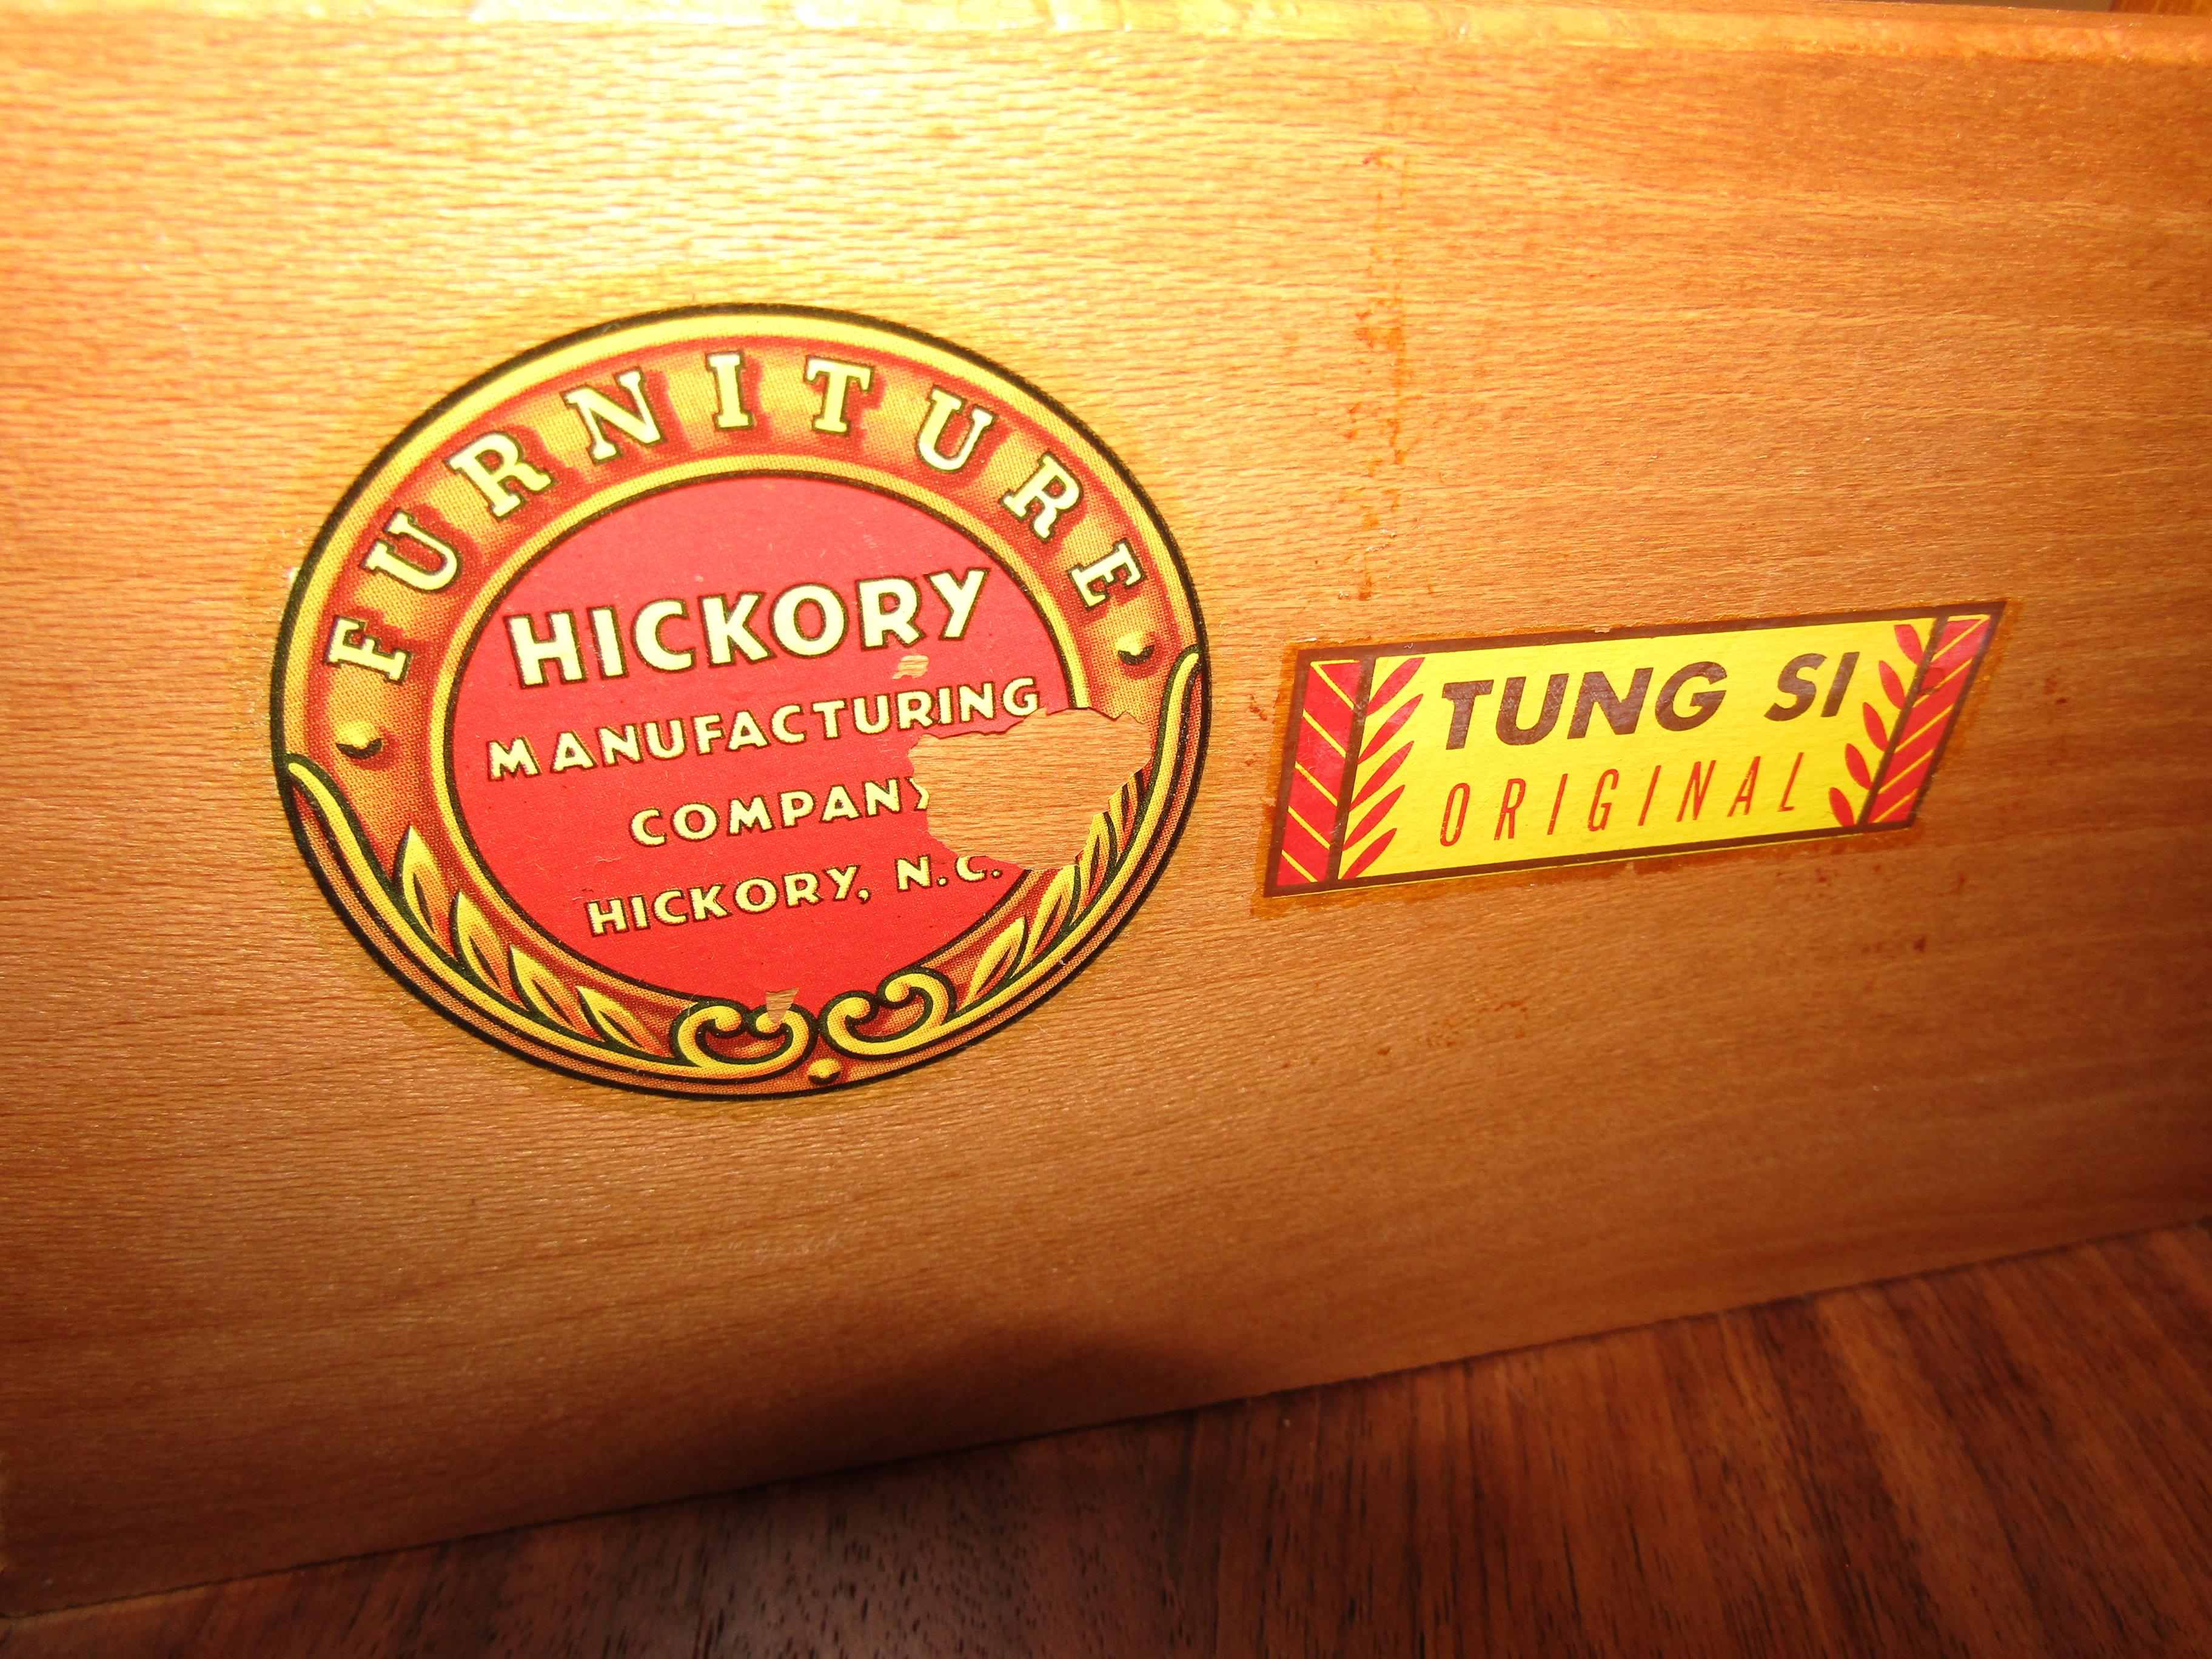 FURNITURE
HICKORY
MANUFACTURING
COMPANY
HICKORY, N.C.
TUNG SI
ORIGINAL